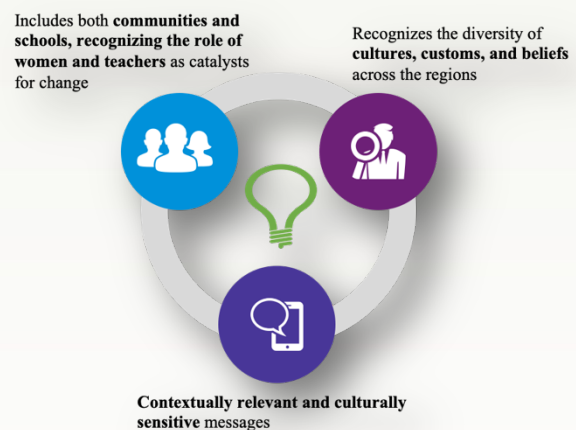 Includes both communities and
schools, recognizing the role of
women and teachers as catalysts
for change
Recognizes the diversity of
cultures, customs, and beliefs
across the regions
Contextually relevant and culturally
sensitive messages